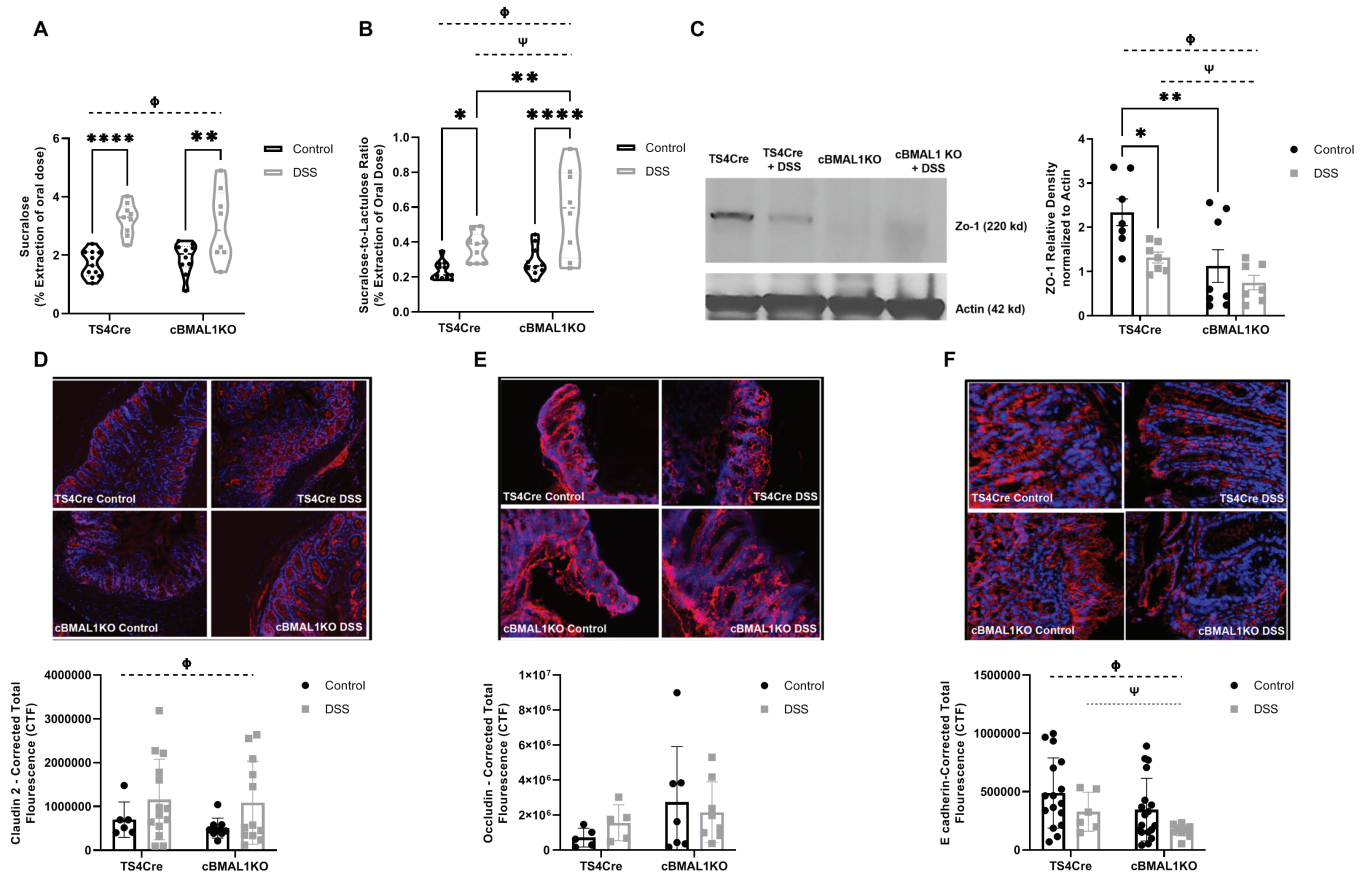 A
ϕ
**** **
Sucralose
(% Extraction of oral dose)
6
4
2
0
TS4Cre cBMAL1KO
Control
DSS
B
ϕ
Ψ
**
* ****
Sucralose-to-Lactulose Ratio
(% Extraction of Oral Dose)
1.0
0.8
0.6
0.4
0.2
0.0
TS4Cre cBMAL1KO
Control
DSS
C
TS4Cre
TS4Cre
+ DSS
cBMAL1KO
cBMAL1 KO
+ DSS
Zo-1 (220 kd)
Actin (42 kd)
ϕ
Ψ
**
*
ZO-1 Relative Density
normalized to Actin
4
3
2
1
0
TS4Cre cBMAL1KO
Control
DSS
D
TS4Cre Control
TS4Cre DSS
cBMAL1KO Control
cBMAL1KO DSS
ϕ
Claudin 2 - Corrected Total
Flourescence (CTF)
4000000
3000000
2000000
1000000
0
TS4Cre cBMAL1KO
Control
DSS
E
TS4Cre Control
TS4Cre DSS
cBMAL1KO Control
cBMAL1KO DSS
Occludin - Corrected Total
Flourescence (CTF)
1×10⁷
8×10⁶
6×10⁶
4×10⁶
2×10⁶
0
TS4Cre cBMAL1KO
Control
DSS
F
TS4Cre Control
TS4Cre DSS
cBMAL1KO Control
cBMAL1KO DSS
ϕ
Ψ
E cadherin-Corrected Total
Flourescence (CTF)
1500000
1000000
500000
0
TS4Cre cBMAL1KO
Control
DSS